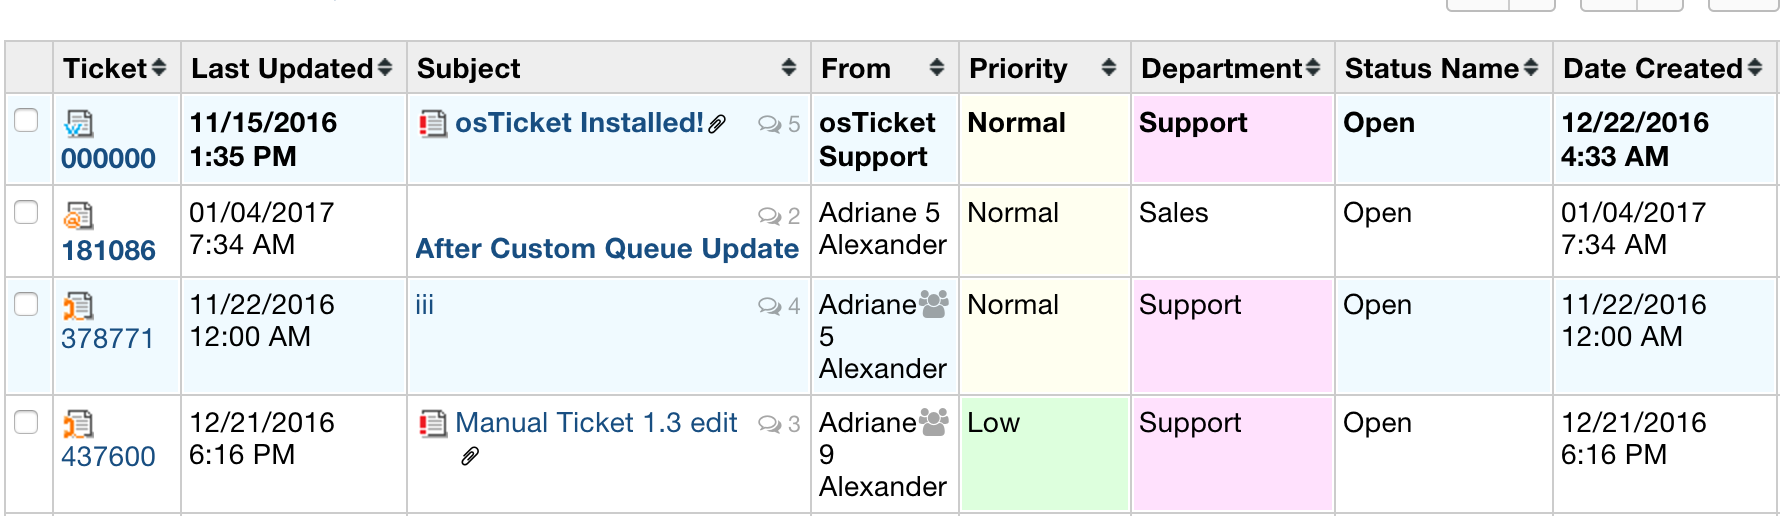 Ticket Last Updated Subject From Priority Department Status Name Date Created
000000
11/15/2016
1:35 PM
osTicket Installed! 5
osTicket
Support
Normal
Support
Open
12/22/2016
4:33 AM
181086
01/04/2017
7:34 AM
2
After Custom Queue Update
Adriane 5
Alexander
Normal
Sales
Open
01/04/2017
7:34 AM
378771
11/22/2016
12:00 AM
iii 4
Adriane
5
Alexander
Normal
Support
Open
11/22/2016
12:00 AM
437600
12/21/2016
6:16 PM
Manual Ticket 1.3 edit 3
Adriane
9
Alexander
Low
Support
Open
12/21/2016
6:16 PM